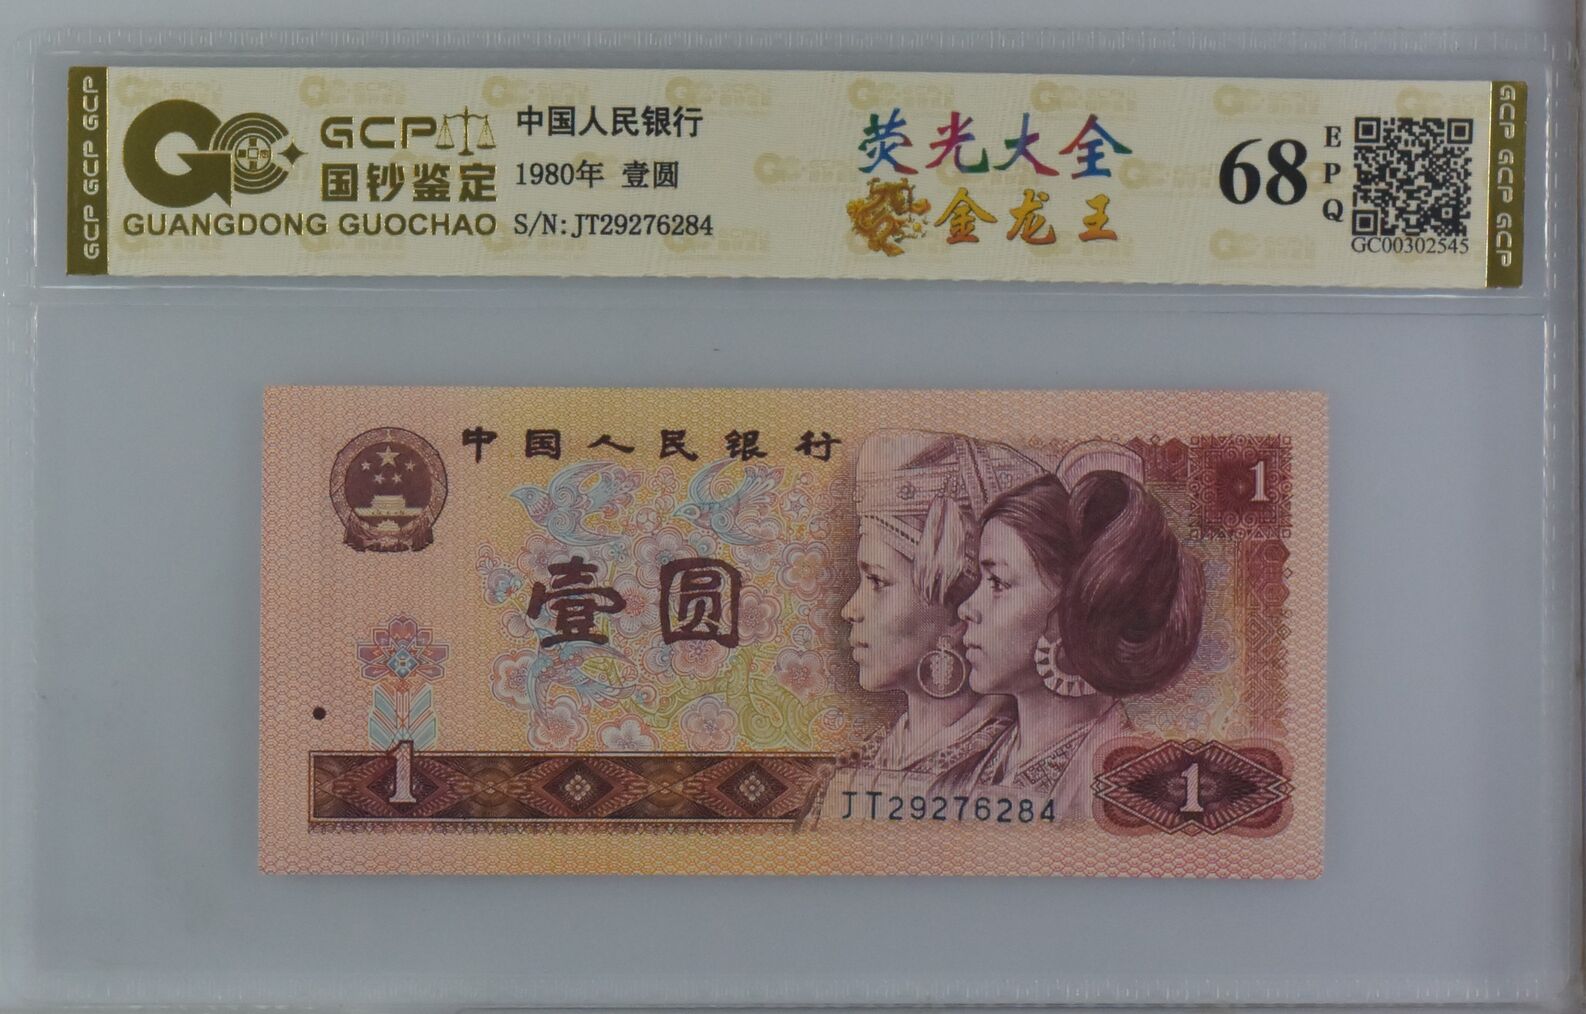 GCP
国钞鉴定
GUANGDONG GUOCHAO
中国人民银行
1980年 壹圆
S/N:JT29276284
荧光大全
金龙王
68
EPQ
GC00302545
GCP GCP GCP
GCP GCP GCP
中国人民银行
1
壹圆
1
JT29276284
1